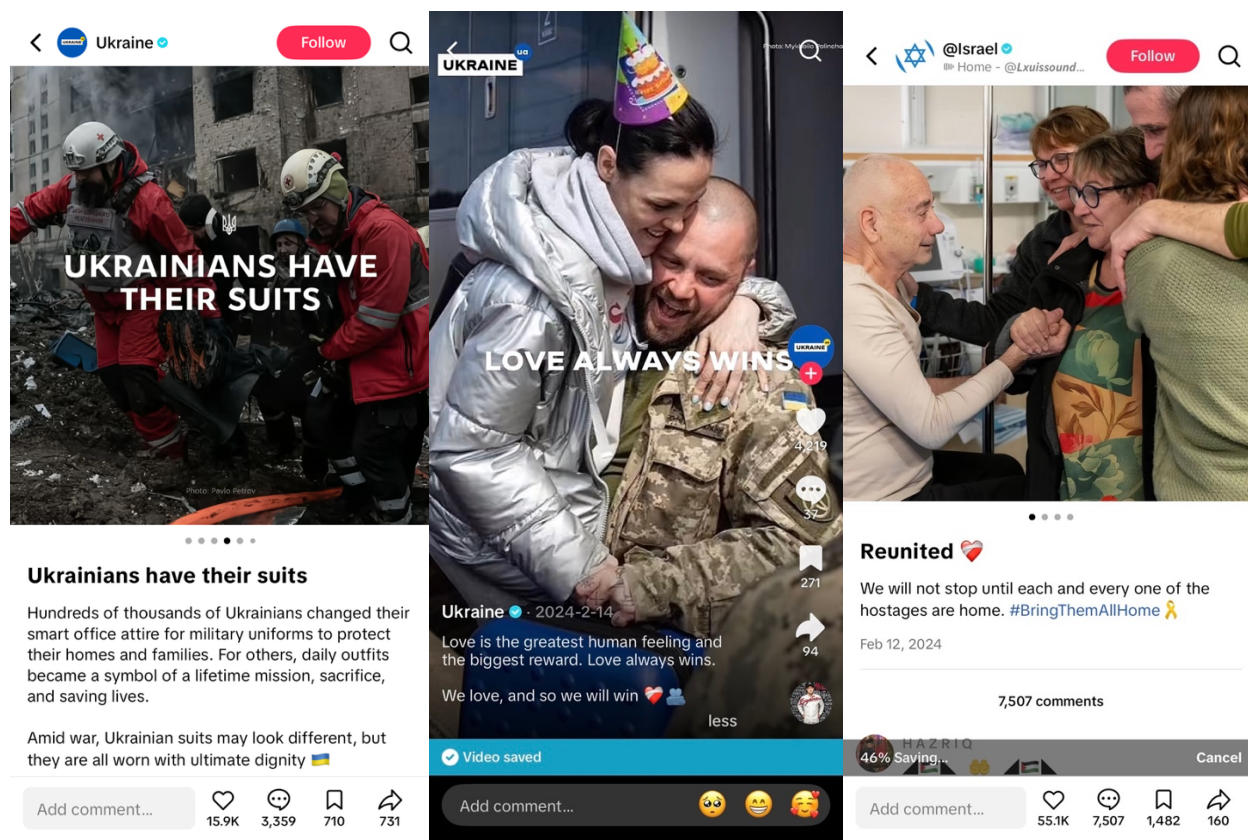 Ukraine
Follow
UKRAINIANS HAVE
THEIR SUITS
Photo: Pavlo Petrov
Ukrainians have their suits
Hundreds of thousands of Ukrainians changed their
smart office attire for military uniforms to protect
their homes and families. For others, daily outfits
became a symbol of a lifetime mission, sacrifice,
and saving lives.
Amid war, Ukrainian suits may look different, but
they are all worn with ultimate dignity 🇺🇦
Add comment...
15.9K
3,359
710
731
UKRAINE
ua
Photo: Mykhailo Palinchak
LOVE ALWAYS WINS
UKRAINE
4,219
37
271
94
Ukraine · 2024-2-14
Love is the greatest human feeling and
the biggest reward. Love always wins.
We love, and so we will win ❤️‍🩹🫂
less
Video saved
Add comment...
🥺 😁 🥰
@Israel
Home - @Lxuissound...
Follow
Reunited ❤️‍🩹
We will not stop until each and every one of the
hostages are home. #BringThemAllHome 🎗️
Feb 12, 2024
7,507 comments
HAZRIQ
46% Saving...
Cancel
Add comment...
55.1K
7,507
1,482
160